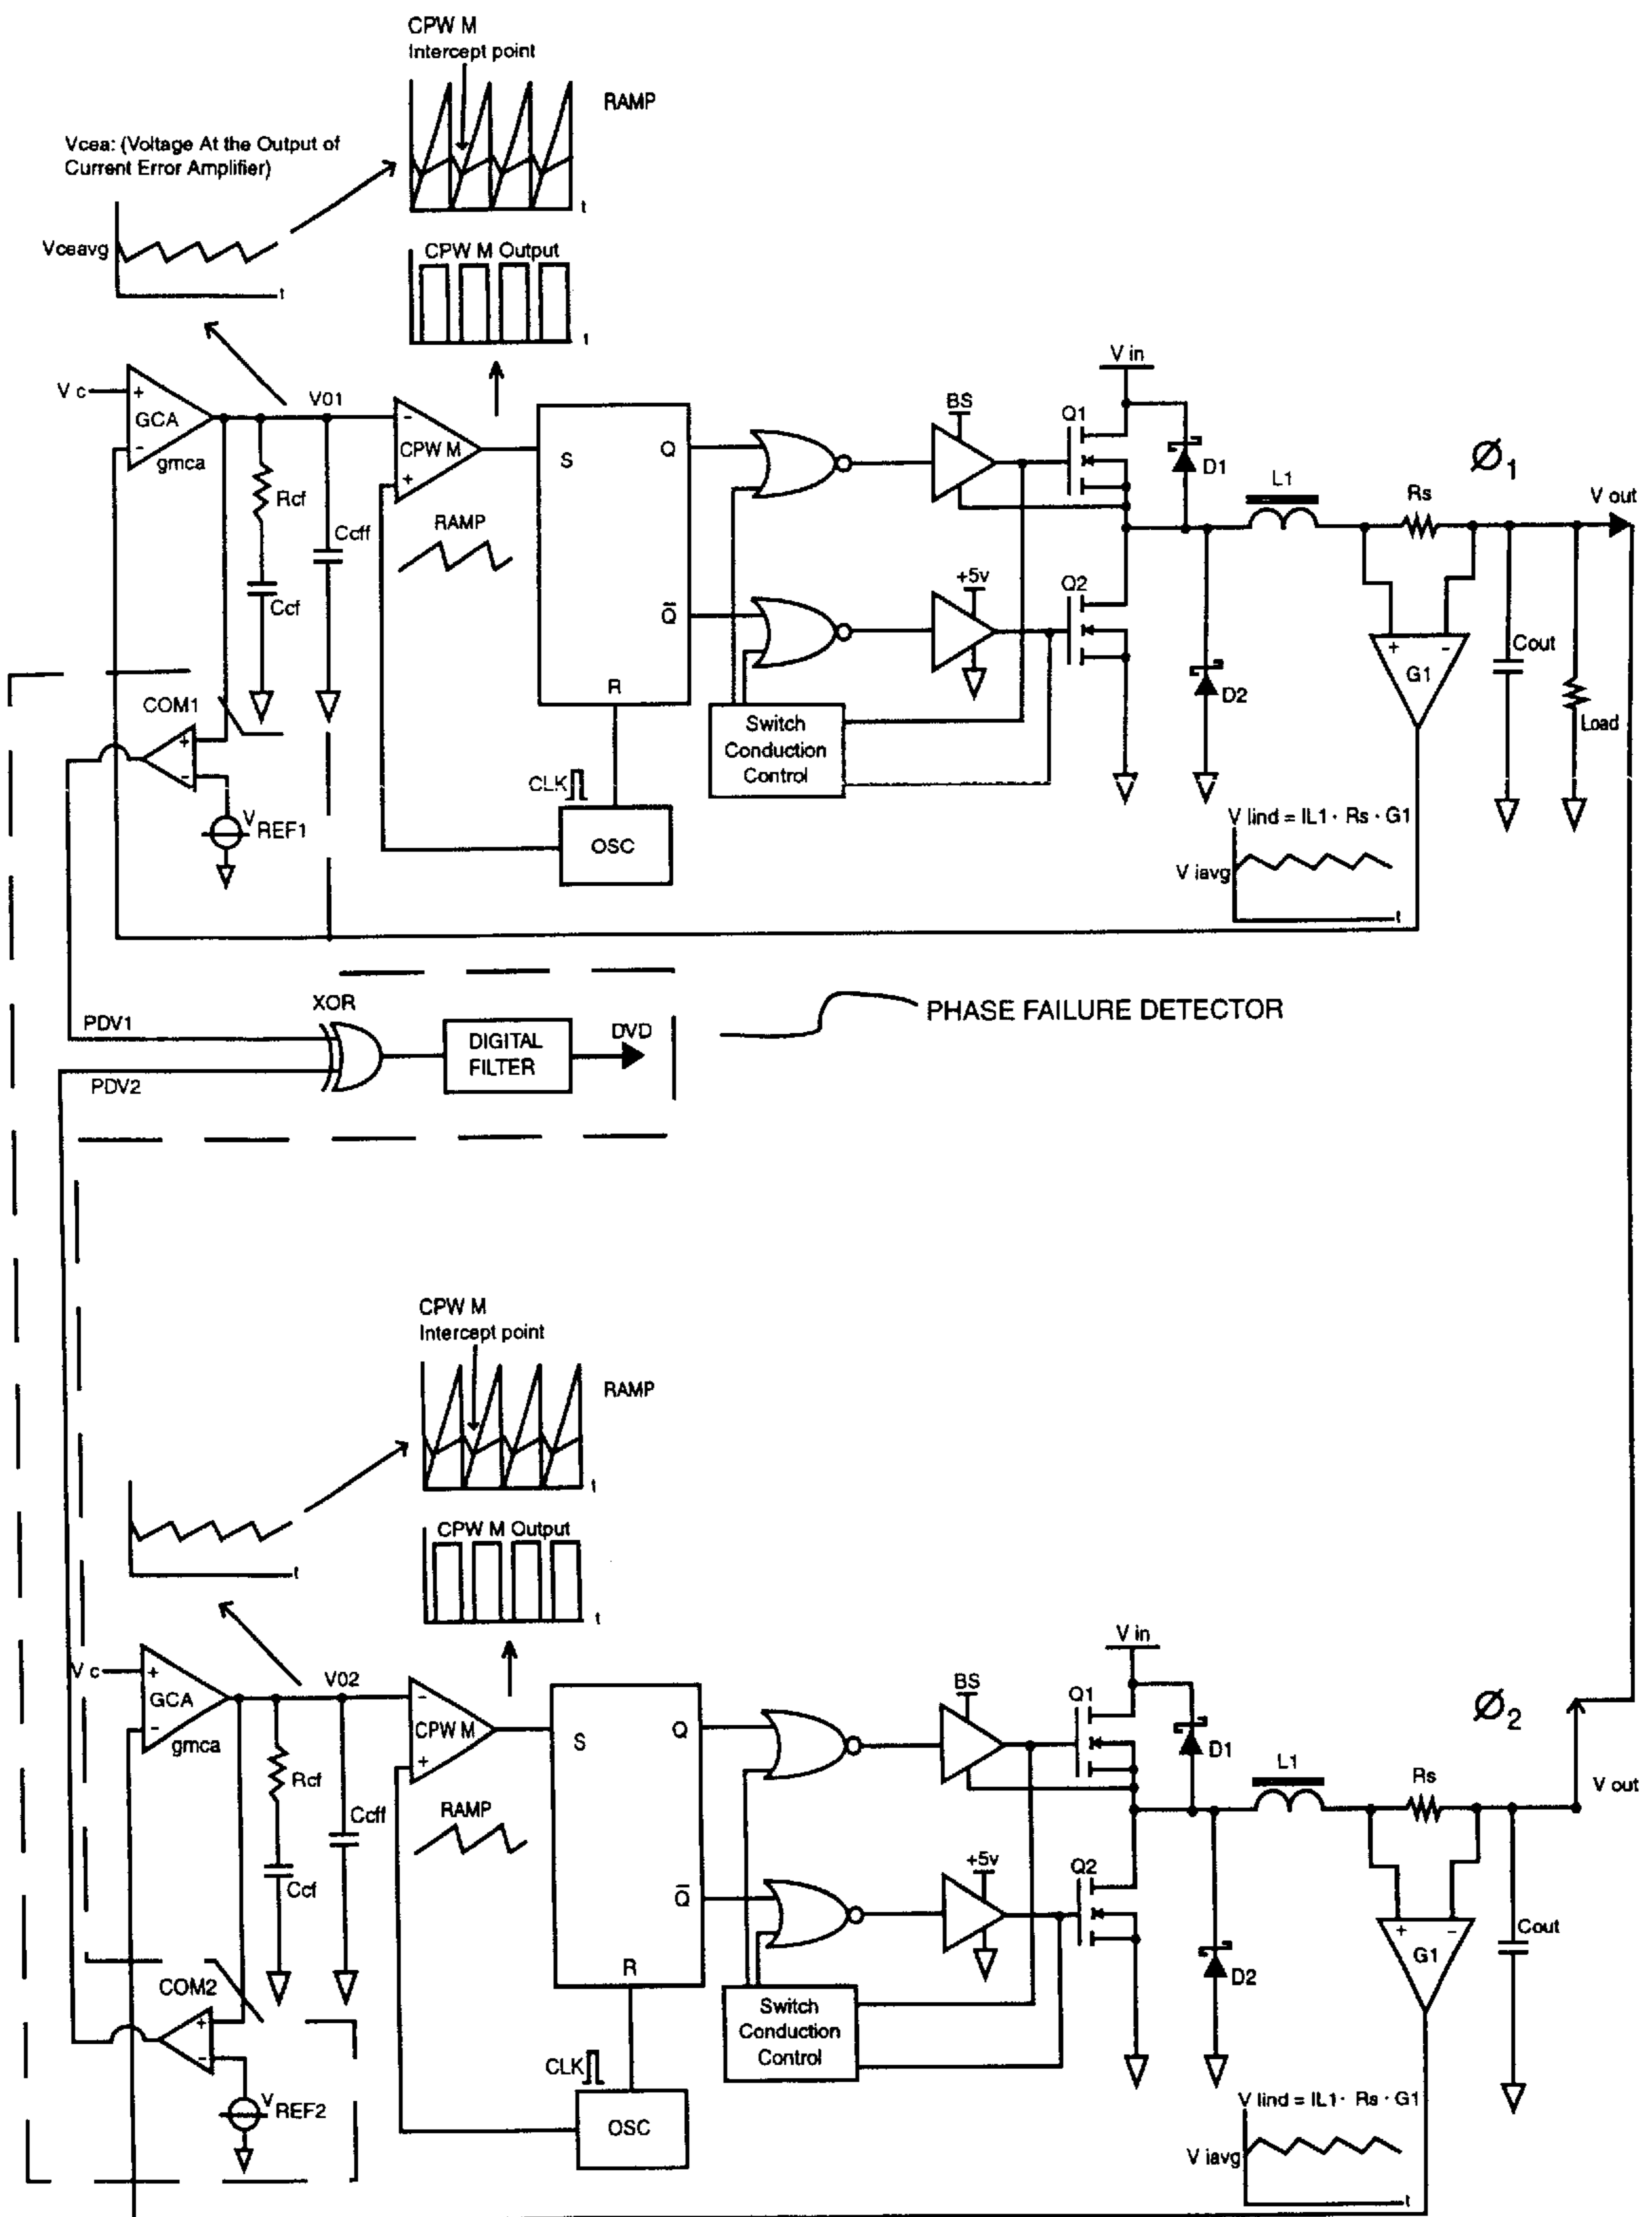 CPW M
Intercept point
RAMP
Vcea: (Voltage At the Output of
Current Error Amplifier)
t
Vceavg
t
CPW M Output
t
V c
+
GCA
-
gmca
V01
Rcf
Ccff
Ccf
-
CPW M
+
RAMP
S
Q
Q̅
R
BS
+5v
V in
Q1
D1
Q2
D2
L1
Rs
Ø1
V out
+
-
G1
Cout
Load
Switch
Conduction
Control
COM1
+
-
V REF1
CLK
OSC
V Iind = IL1 · Rs · G1
V iavg
t
XOR
PDV1
PDV2
DIGITAL
FILTER
DVD
PHASE FAILURE DETECTOR
CPW M
Intercept point
RAMP
t
t
CPW M Output
t
V c
+
GCA
-
gmca
V02
Rcf
Ccff
Ccf
-
CPW M
+
RAMP
S
Q
Q̅
R
BS
+5v
V in
Q1
D1
Q2
D2
L1
Rs
Ø2
V out
+
-
G1
Cout
Switch
Conduction
Control
COM2
+
-
V REF2
CLK
OSC
V Iind = IL1 · Rs · G1
V iavg
t